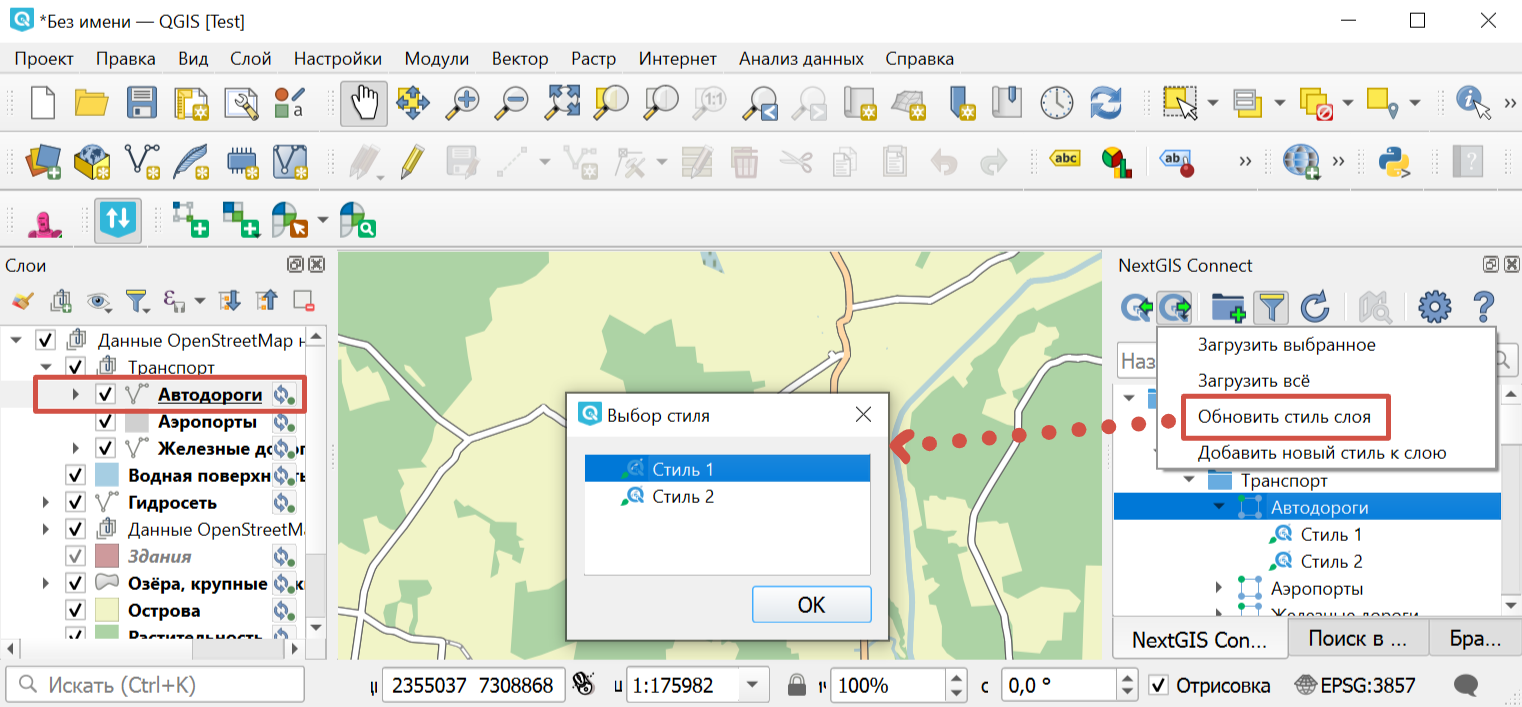 *Без имени — QGIS [Test]
Проект Правка Вид Слой Настройки Модули Вектор Растр Интернет Анализ данных Справка
1:1
a
abc
ab
Слои
ε
Данные OpenStreetMap н
Транспорт
Автодороги
Аэропорты
Железные до
Водная поверхн
Гидросеть
Данные OpenStreetM
Здания
Озёра, крупные
Острова
Растительность
Выбор стиля
Стиль 1
Стиль 2
OK
NextGIS Connect
Наз
Загрузить выбранное
Загрузить всё
Обновить стиль слоя
Добавить новый стиль к слою
Транспорт
Автодороги
Стиль 1
Стиль 2
Аэропорты
Железные дороги
NextGIS Con... Поиск в ... Бра...
Искать (Ctrl+K) 2355037 7308868 1:175982 100% 0,0 ° Отрисовка EPSG:3857